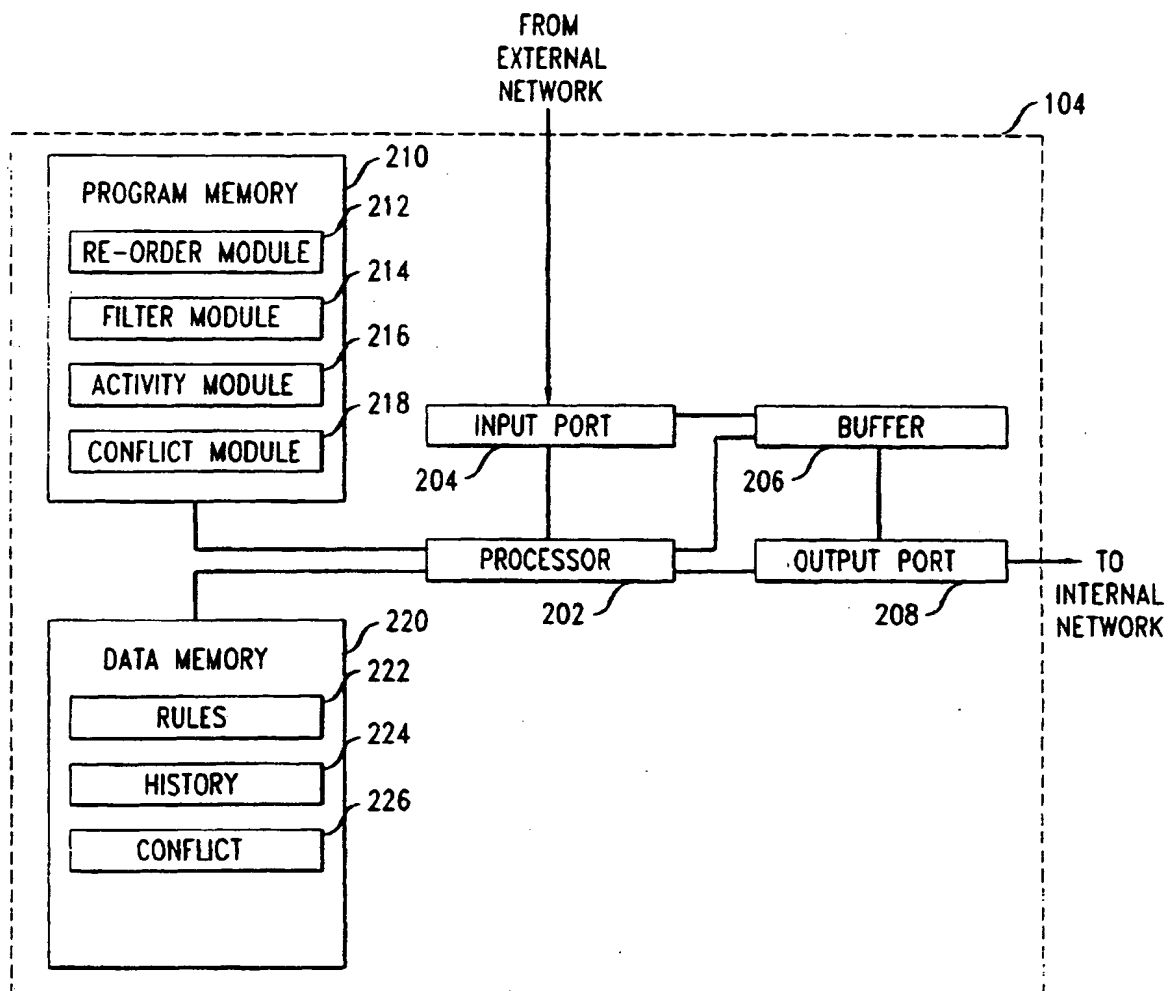 FROM
EXTERNAL
NETWORK
104
210
PROGRAM MEMORY
212
RE-ORDER MODULE
214
FILTER MODULE
216
ACTIVITY MODULE
218
CONFLICT MODULE
INPUT PORT
204
BUFFER
206
PROCESSOR
202
OUTPUT PORT
208
TO
INTERNAL
NETWORK
220
DATA MEMORY
222
RULES
224
HISTORY
226
CONFLICT